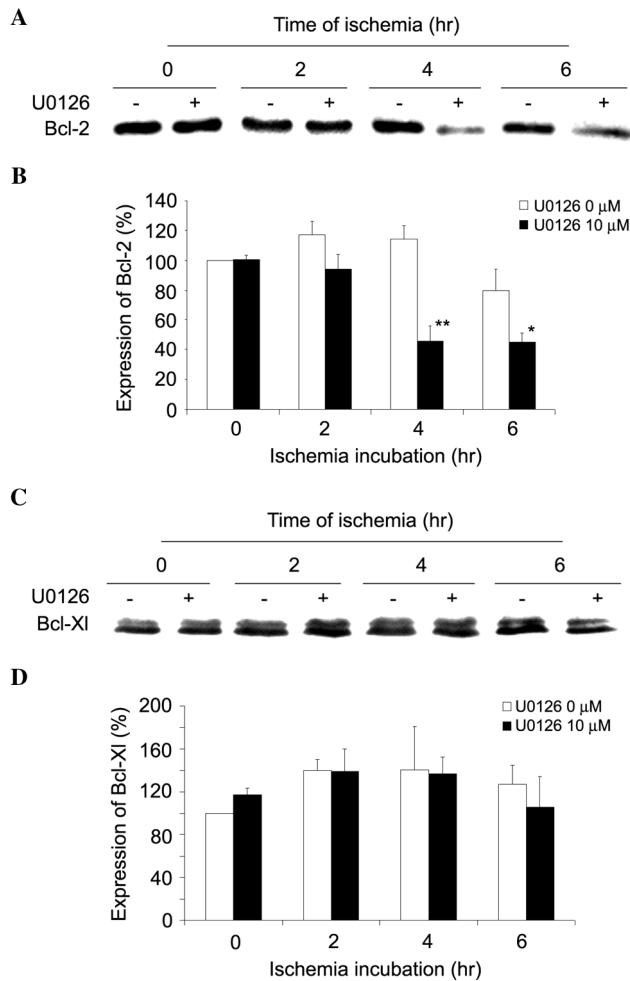 A
Time of ischemia (hr)
0 2 4 6
U0126 - + - + - + - +
Bcl-2
B
Expression of Bcl-2 (%)
140
120
100
80
60
40
20
0
U0126 0 µM
U0126 10 µM
**
*
0 2 4 6
Ischemia incubation (hr)
C
Time of ischemia (hr)
0 2 4 6
U0126 - + - + - + - +
Bcl-Xl
D
Expression of Bcl-Xl (%)
200
160
120
80
40
0
U0126 0 µM
U0126 10 µM
0 2 4 6
Ischemia incubation (hr)